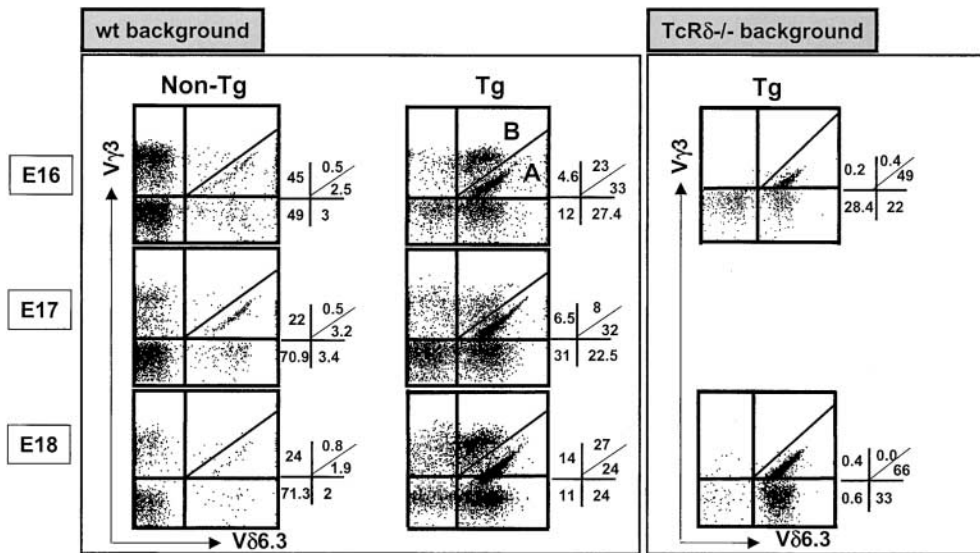 wt background
TcRδ-/- background
Non-Tg
Tg
Tg
E16
Vγ3
45
0.5
2.5
49
3
B
A
4.6
23
33
12
27.4
Vγ3
0.2
0.4
49
28.4
22
E17
22
0.5
3.2
70.9
3.4
6.5
8
32
31
22.5
E18
24
0.8
1.9
71.3
2
14
27
24
11
24
0.4
0.0
66
0.6
33
Vδ6.3
Vδ6.3